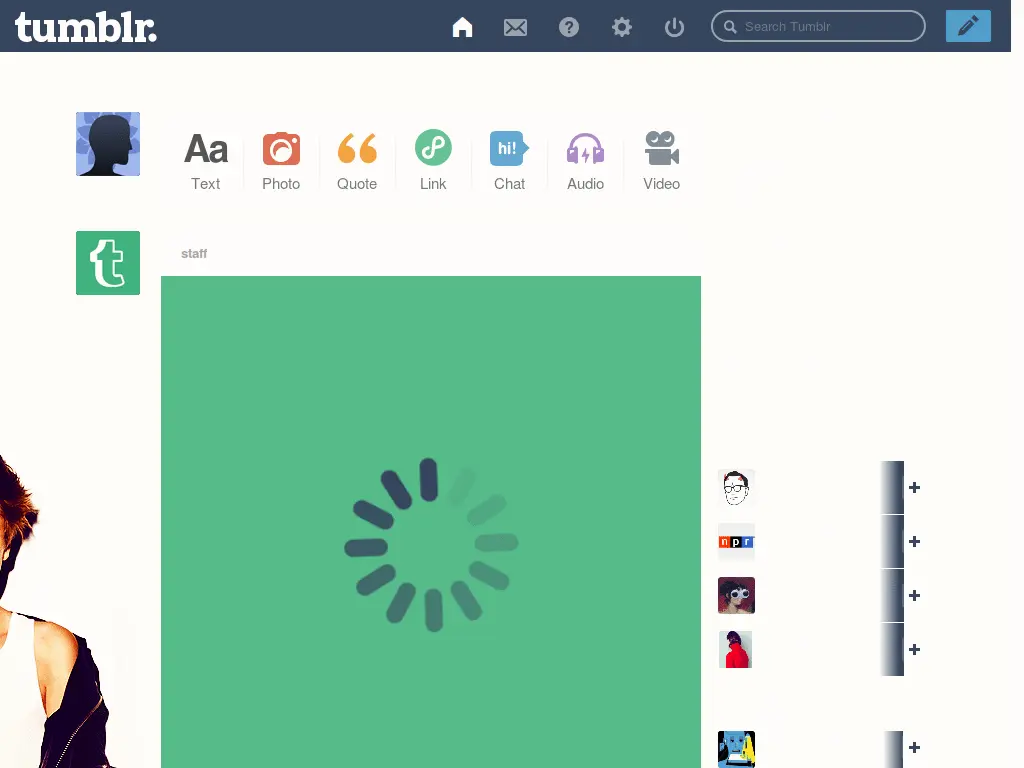 tumblr.
Search Tumblr
Aa
hi!
Text
Photo
Quote
Link
Chat
Audio
Video
t
staff
npr